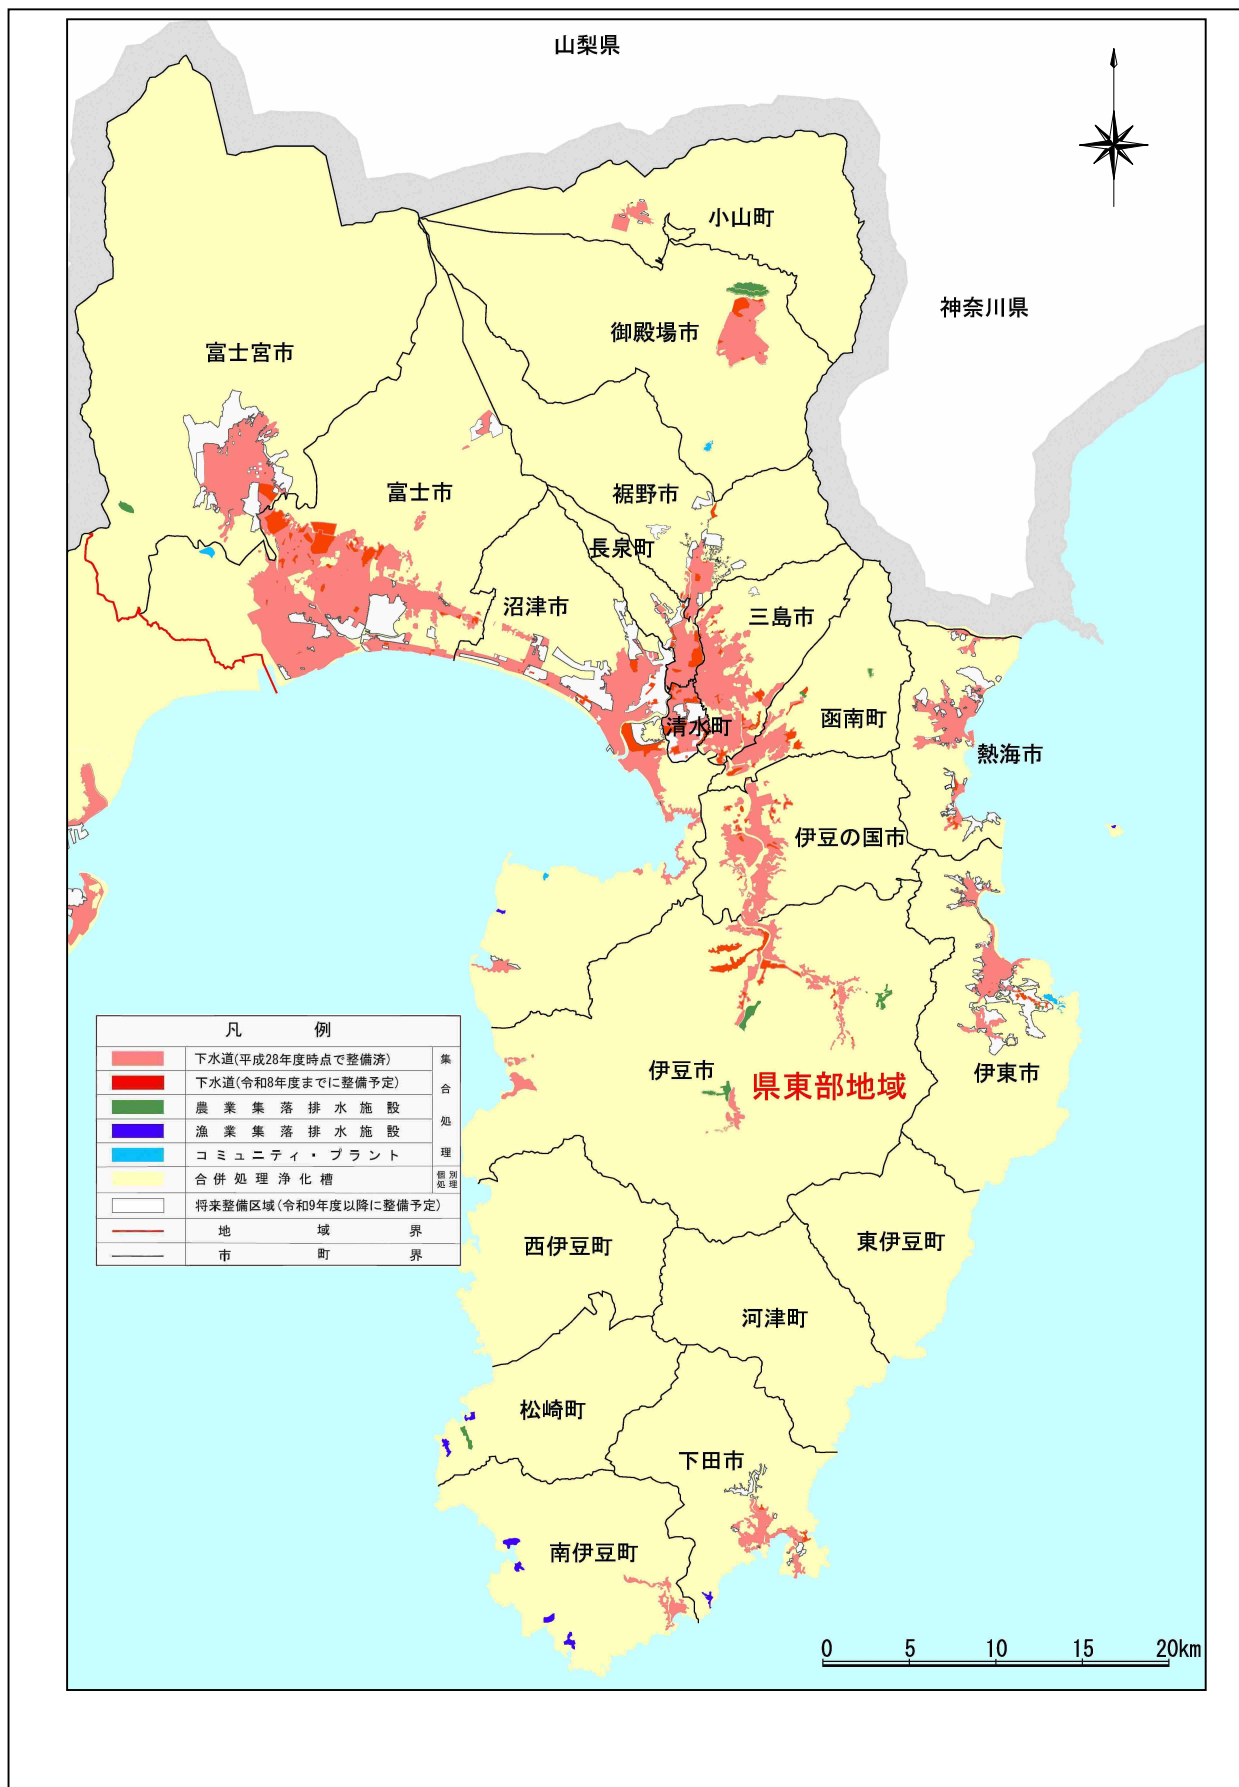 山梨県
小山町
神奈川県
御殿場市
富士宮市
富士市
裾野市
長泉町
沼津市
三島市
清水町
函南町
熱海市
伊豆の国市
伊豆市
県東部地域
伊東市
凡例
下水道(平成28年度時点で整備済)
下水道(令和8年度までに整備予定)
農業集落排水施設
漁業集落排水施設
コミュニティ・プラント
集合処理
合併処理浄化槽
個別処理
将来整備区域(令和9年度以降に整備予定)
地域界
市町界
西伊豆町
東伊豆町
河津町
松崎町
下田市
南伊豆町
0 5 10 15 20km